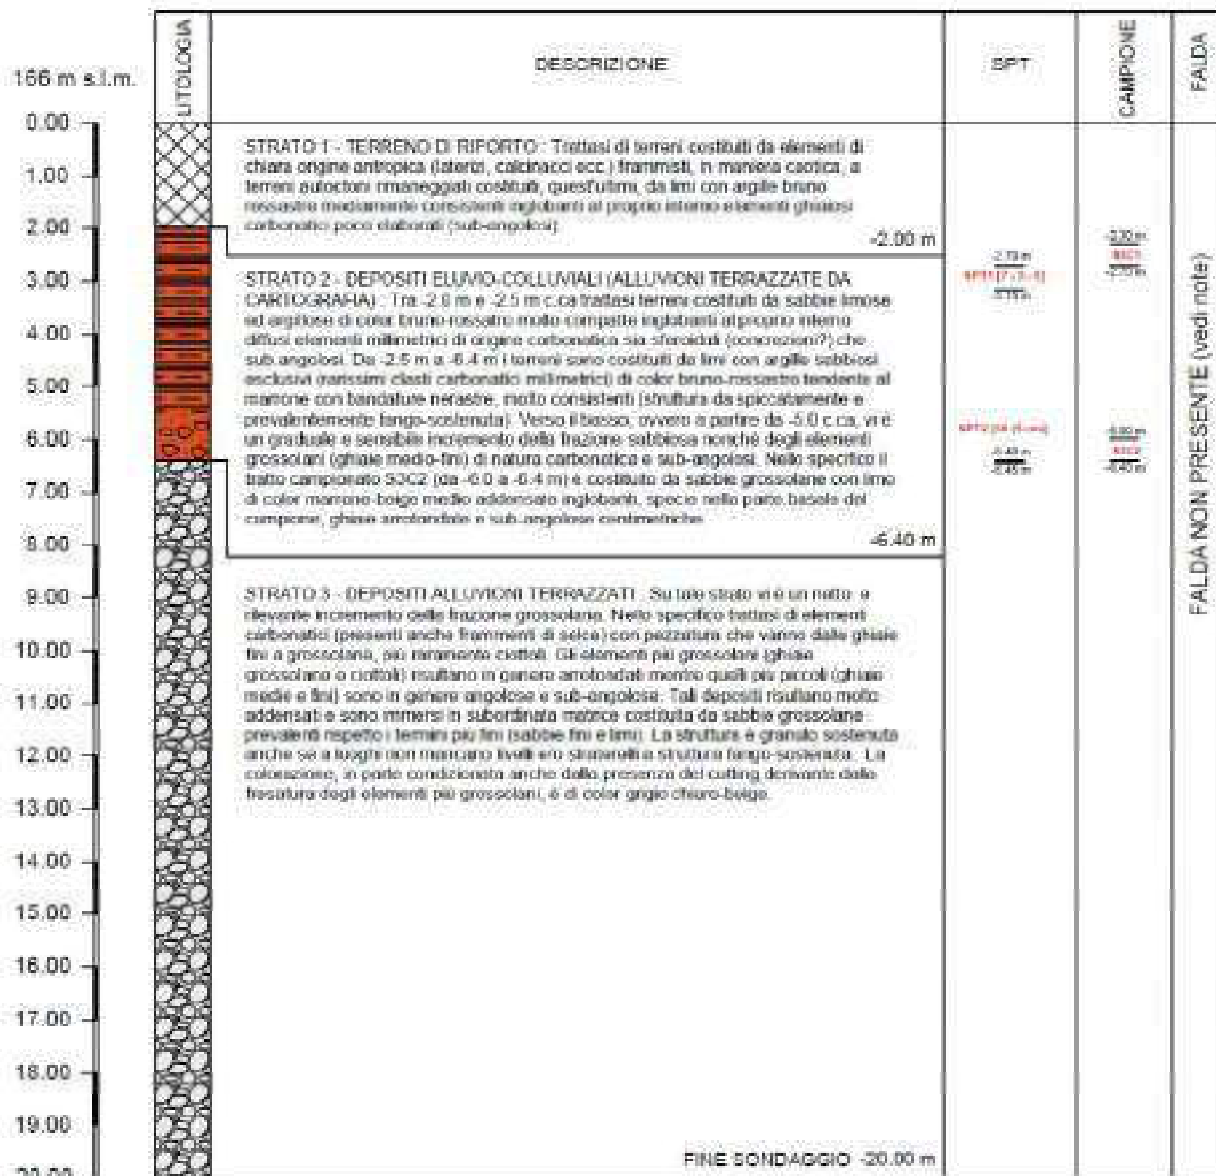 166 m s.l.m.
LITOLOGIA
DESCRIZIONE
SPT
CAMPIONE
FALDA
0.00
1.00
2.00
3.00
4.00
5.00
6.00
7.00
8.00
9.00
10.00
11.00
12.00
13.00
14.00
15.00
16.00
17.00
18.00
19.00
20.00
STRATO 1 - TERRENO DI RIPORTO : Trattasi di terreni costituiti da elementi di
chiara origine antropica (laterizi, calcinacci ecc.) frammisti, in maniera caotica, a
terreni autoctoni rimaneggiati costituiti, quest'ultimi, da limi con argille bruno
rossastre mediamente consistenti inglobanti al proprio interno elementi ghiaiosi
carbonatici poco elaborati (sub-angolosi).
-2.00 m
STRATO 2 - DEPOSITI ELUVIO-COLLUVIALI (ALLUVIONI TERRAZZATE DA
CARTOGRAFIA) : Tra -2.0 m e -2.5 m c.ca trattasi terreni costituiti da sabbie limose
ed argillose di color bruno-rossastro molto compatte inglobanti al proprio interno
diffusi elementi millimetrici di origine carbonatica sia sferoidali (concrezioni?) che
sub angolosi. Da -2.5 m a -6.4 m i terreni sono costituiti da limi con argille sabbiosi
esclusivi (rarissimi clasti carbonatici millimetrici) di color bruno-rossastro tendente al
marrone con bandature nerastre, molto consistenti (struttura da spiccatamente e
prevalentemente fango-sostenuta). Verso il basso, ovvero a partire da -5.0 c.ca, vi è
un graduale e sensibile incremento della frazione sabbiosa nonché degli elementi
grossolani (ghiaie medio-fini) di natura carbonatica e sub-angolosi. Nello specifico il
tratto campionato S3C2 (da -6.0 a -6.4 m) è costituito da sabbie grossolane con limo
di color marrone-beige medio addensato inglobanti, specie nella parte basale del
campione, ghiaie arrotondate e sub-angolose centimetriche.
-6.40 m
STRATO 3 - DEPOSITI ALLUVIONI TERRAZZATI : Su tale strato vi è un netto e
rilevante incremento della frazione grossolana. Nello specifico trattasi di elementi
carbonatici (presenti anche frammenti di selce) con pezzatura che vanno dalle ghiaie
fini a grossolane, più raramente ciottoli. Gli elementi più grossolani (ghiaie
grossolane e ciottoli) risultano in genere arrotondati mentre quelli più piccoli (ghiaie
medie e fini) sono in genere angolose e sub-angolose. Tali depositi risultano molto
addensati e sono immersi in subordinata matrice costituita da sabbie grossolane
prevalenti rispetto i termini più fini (sabbie fini e limi). La struttura è granulo sostenuta
anche se a luoghi non mancano livelli e/o straterelli a struttura fango-sostenuta. La
colorazione, in parte condizionata anche dalla presenza del cutting derivante dalla
fresatura degli elementi più grossolani, è di color grigio chiaro-beige.
FINE SONDAGGIO -20.00 m
-6.45 m
-6.40 m
FALDA NON PRESENTE (vedi note)